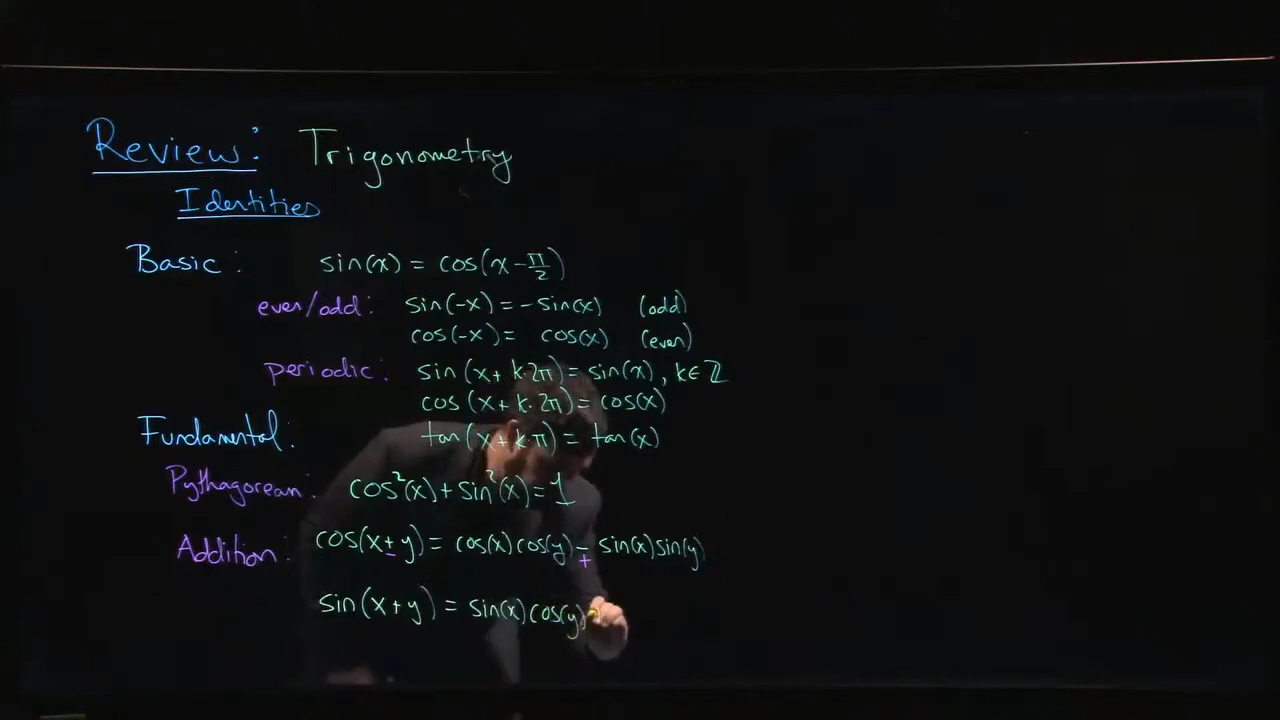 Review: Trigonometry
Identities
Basic: sin(x) = cos(x - π/2)
even/odd: sin(-x) = - sin(x) (odd)
cos(-x) = cos(x) (even)
periodic: sin (x + k·2π) = sin(x), k ∈ ℤ
cos (x + k·2π) = cos(x)
Fundamental: tan (x + k·π) = tan(x)
Pythagorean: cos²(x) + sin²(x) = 1
Addition: cos(x ± y) = cos(x) cos(y) ∓ sin(x) sin(y)
sin(x + y) = sin(x) cos(y)